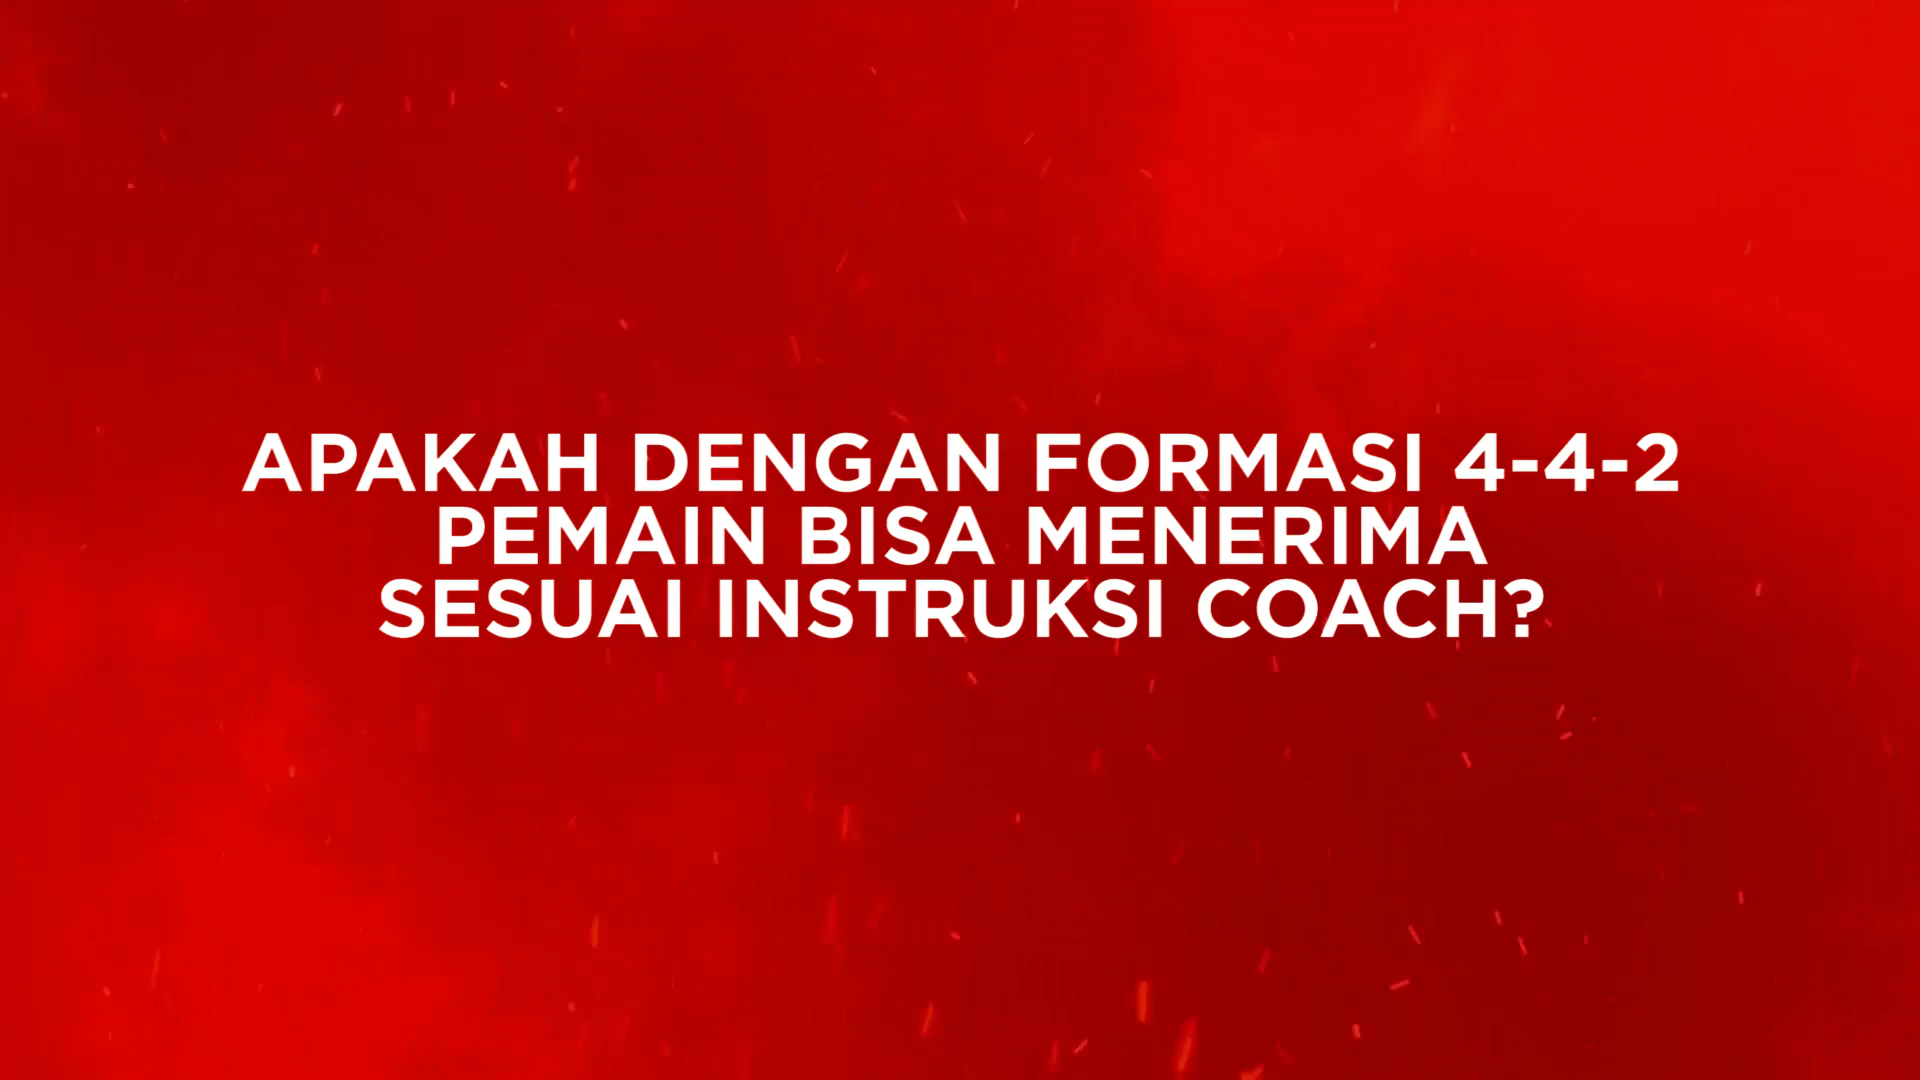 APAKAH DENGAN FORMASI 4-4-2
PEMAIN BISA MENERIMA
SESUAI INSTRUKSI COACH?